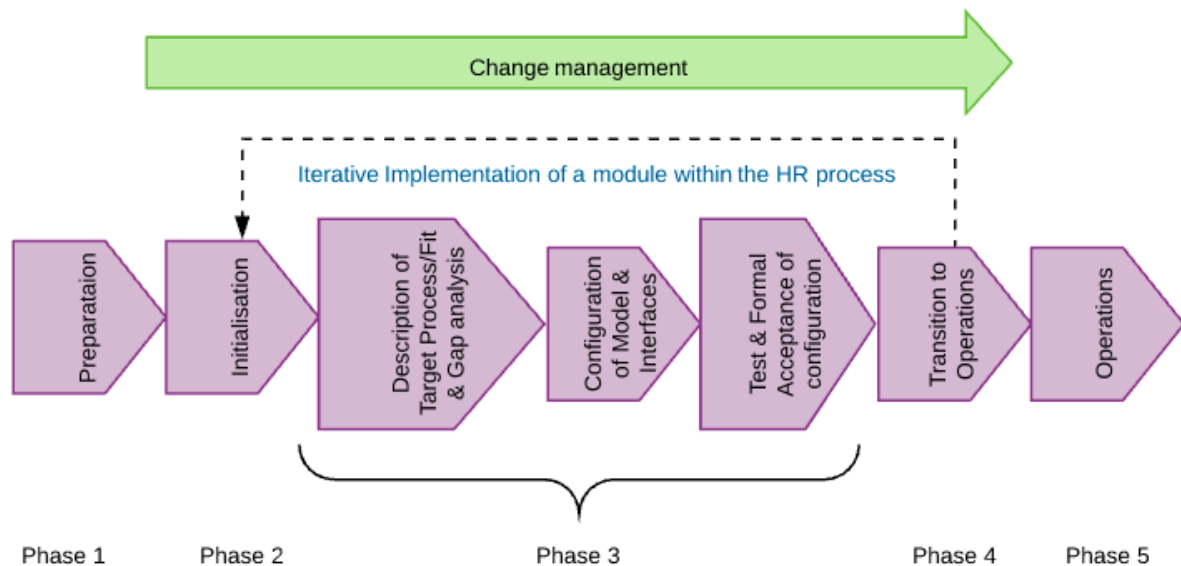 Change management
Iterative Implementation of a module within the HR process
Preparataion
Initialisation
Description of
Target Process/Fit
& Gap analysis
Configuration
of Model &
Interfaces
Test & Formal
Acceptance of
configuration
Transition to
Operations
Operations
Phase 1
Phase 2
Phase 3
Phase 4
Phase 5